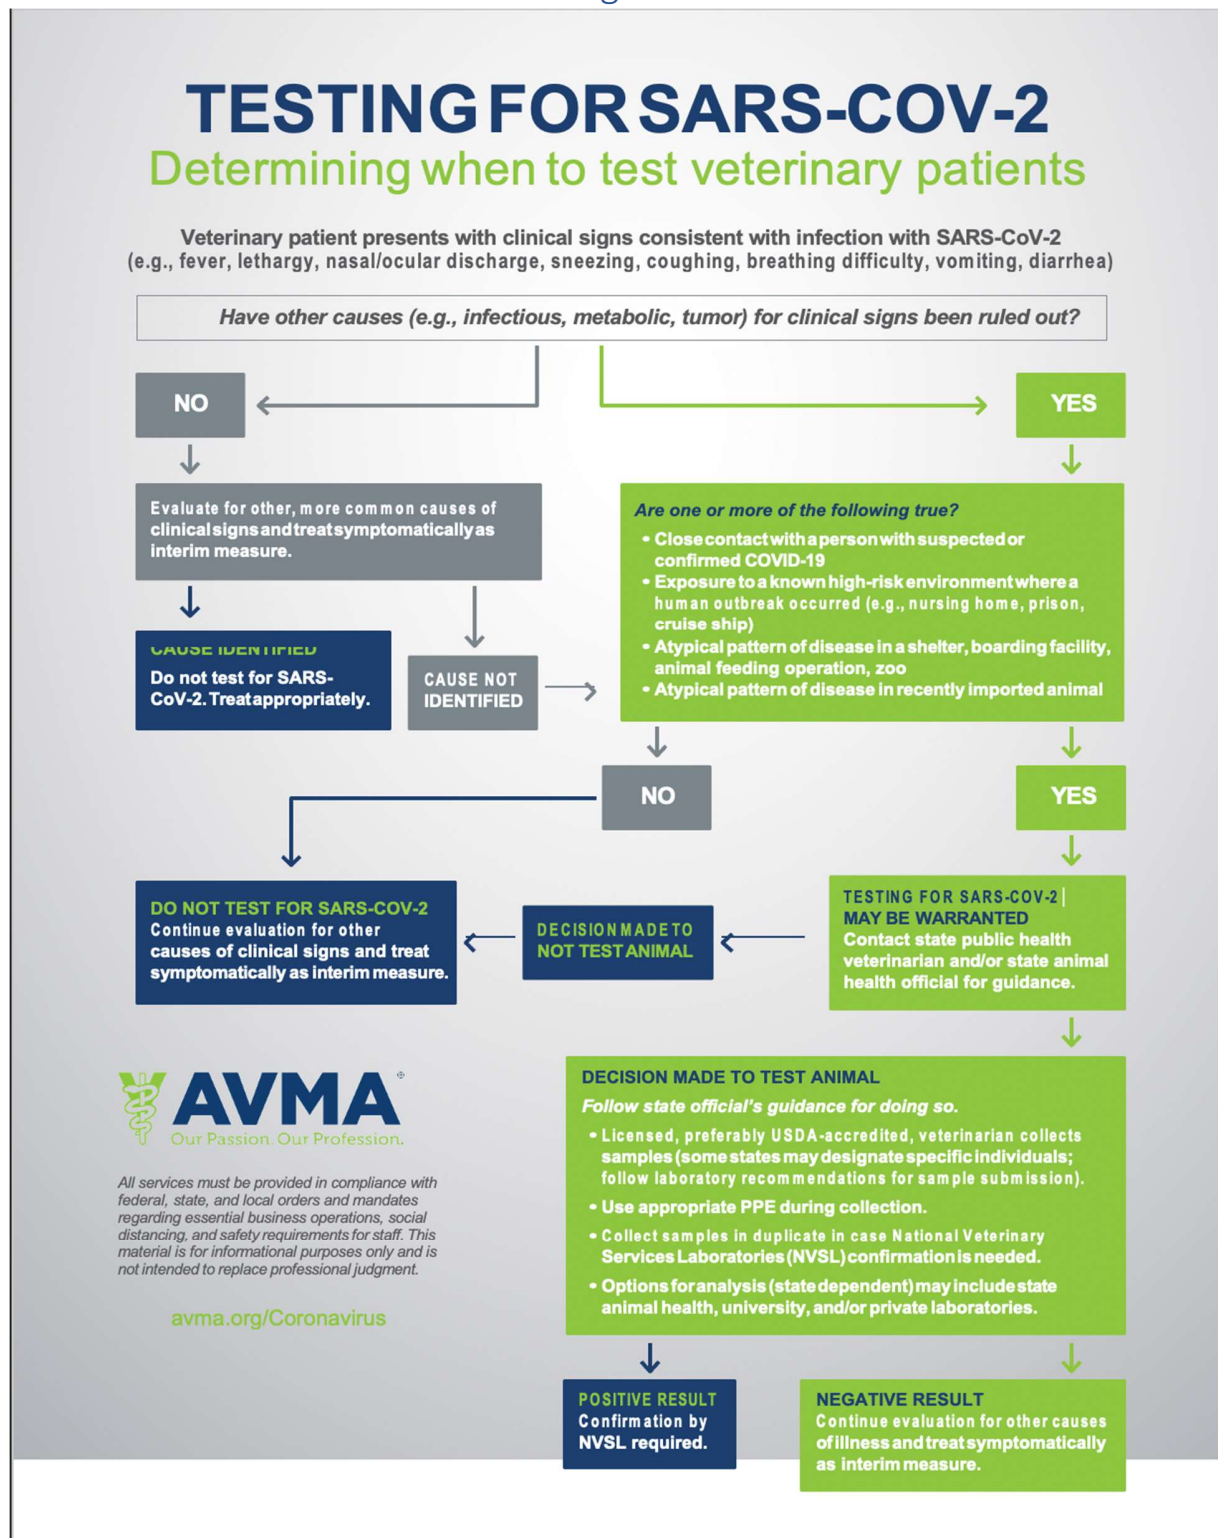 TESTING FOR SARS-COV-2
Determining when to test veterinary patients
Veterinary patient presents with clinical signs consistent with infection with SARS-CoV-2
(e.g., fever, lethargy, nasal/ocular discharge, sneezing, coughing, breathing difficulty, vomiting, diarrhea)
Have other causes (e.g., infectious, metabolic, tumor) for clinical signs been ruled out?
NO
YES
Evaluate for other, more common causes of
clinical signs and treat symptomatically as
interim measure.
Are one or more of the following true?
• Close contact with a person with suspected or
confirmed COVID-19
• Exposure to a known high-risk environment where a
human outbreak occurred (e.g., nursing home, prison,
cruise ship)
• Atypical pattern of disease in a shelter, boarding facility,
animal feeding operation, zoo
• Atypical pattern of disease in recently imported animal
CAUSE IDENTIFIED
Do not test for SARS-
CoV-2. Treat appropriately.
CAUSE NOT
IDENTIFIED
NO
YES
DO NOT TEST FOR SARS-COV-2
Continue evaluation for other
causes of clinical signs and treat
symptomatically as interim measure.
DECISION MADE TO
NOT TEST ANIMAL
TESTING FOR SARS-COV-2
MAY BE WARRANTED
Contact state public health
veterinarian and/or state animal
health official for guidance.
DECISION MADE TO TEST ANIMAL
Follow state official's guidance for doing so.
• Licensed, preferably USDA-accredited, veterinarian collects
samples (some states may designate specific individuals;
follow laboratory recommendations for sample submission).
• Use appropriate PPE during collection.
• Collect samples in duplicate in case National Veterinary
Services Laboratories (NVSL) confirmation is needed.
• Options for analysis (state dependent) may include state
animal health, university, and/or private laboratories.
AVMA®
Our Passion. Our Profession.
All services must be provided in compliance with
federal, state, and local orders and mandates
regarding essential business operations, social
distancing, and safety requirements for staff. This
material is for informational purposes only and is
not intended to replace professional judgment.
avma.org/Coronavirus
POSITIVE RESULT
Confirmation by
NVSL required.
NEGATIVE RESULT
Continue evaluation for other causes
of illness and treat symptomatically
as interim measure.